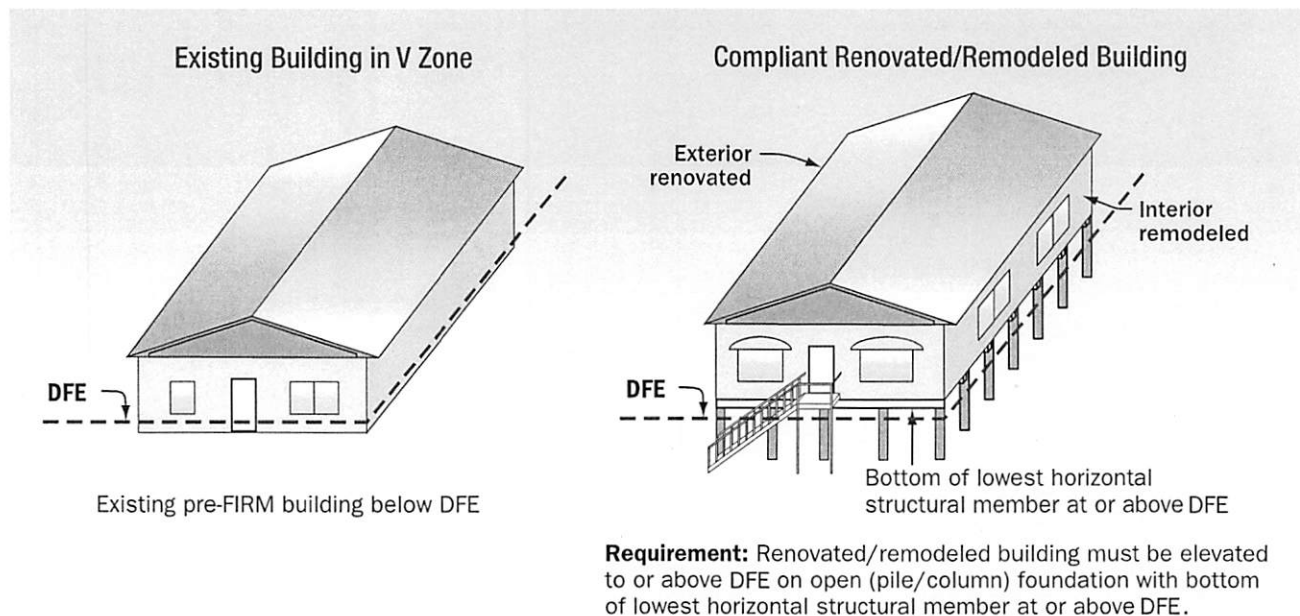 Existing Building in V Zone
DFE
Existing pre-FIRM building below DFE
Compliant Renovated/Remodeled Building
Exterior
renovated
Interior
remodeled
DFE
Bottom of lowest horizontal
structural member at or above DFE
Requirement: Renovated/remodeled building must be elevated
to or above DFE on open (pile/column) foundation with bottom
of lowest horizontal structural member at or above DFE.